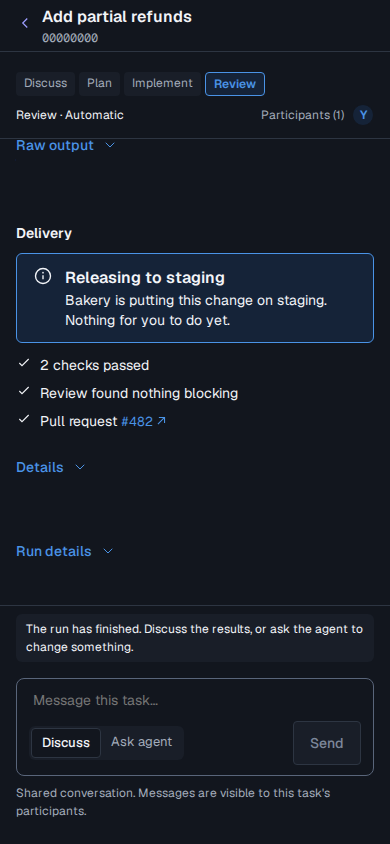 Add partial refunds
00000000
Discuss Plan Implement Review
Review · Automatic Participants (1) Y
Raw output
Delivery
Releasing to staging
Bakery is putting this change on staging.
Nothing for you to do yet.
2 checks passed
Review found nothing blocking
Pull request #482 ↗
Details
Run details
The run has finished. Discuss the results, or ask the agent to
change something.
Message this task…
Discuss Ask agent Send
Shared conversation. Messages are visible to this task's
participants.